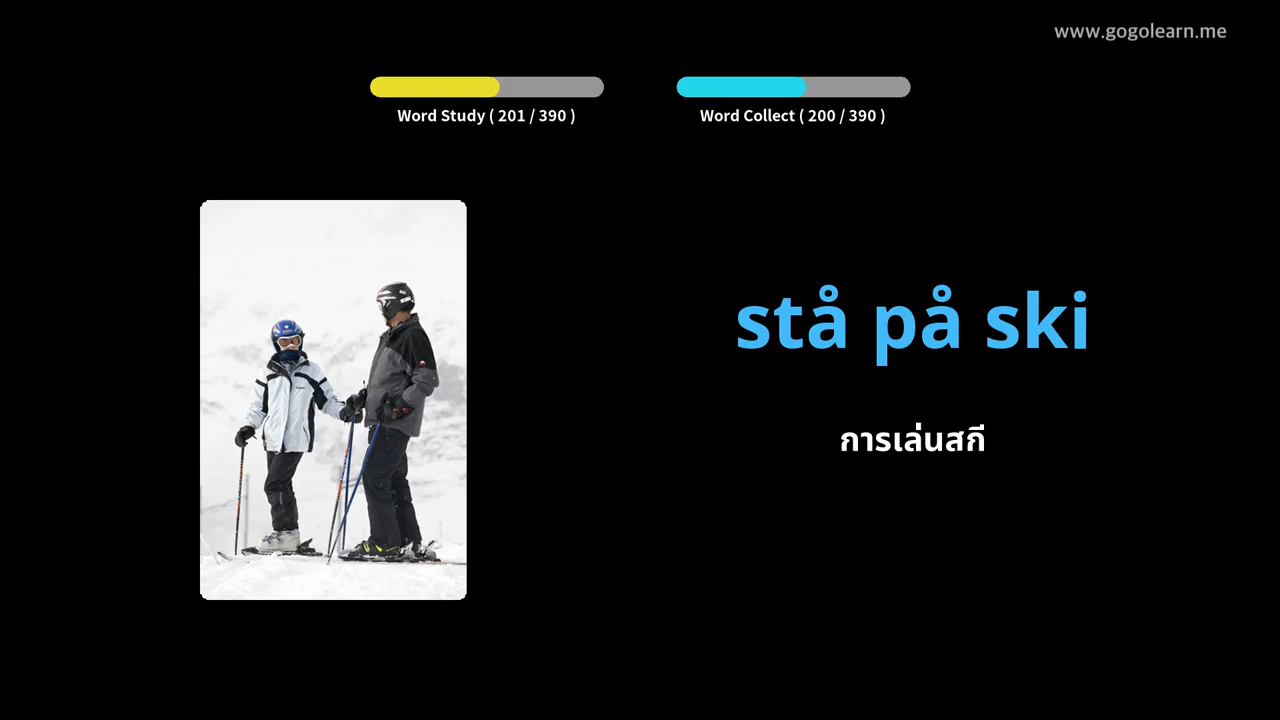 www.gogolearn.me
Word Study ( 201 / 390 )
Word Collect ( 200 / 390 )
stå på ski
การเล่นสกี